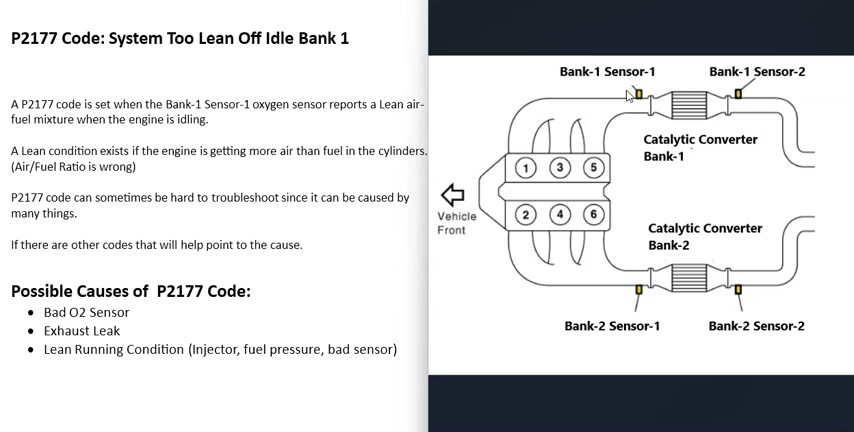 P2177 Code: System Too Lean Off Idle Bank 1
A P2177 code is set when the Bank-1 Sensor-1 oxygen sensor reports a Lean air-
fuel mixture when the engine is idling.
A Lean condition exists if the engine is getting more air than fuel in the cylinders.
(Air/Fuel Ratio is wrong)
P2177 code can sometimes be hard to troubleshoot since it can be caused by
many things.
If there are other codes that will help point to the cause.
Possible Causes of P2177 Code:
• Bad O2 Sensor
• Exhaust Leak
• Lean Running Condition (Injector, fuel pressure, bad sensor)
Bank-1 Sensor-1
Bank-1 Sensor-2
Catalytic Converter
Bank-1
1 3 5
Vehicle
Front
2 4 6
Catalytic Converter
Bank-2
Bank-2 Sensor-1
Bank-2 Sensor-2